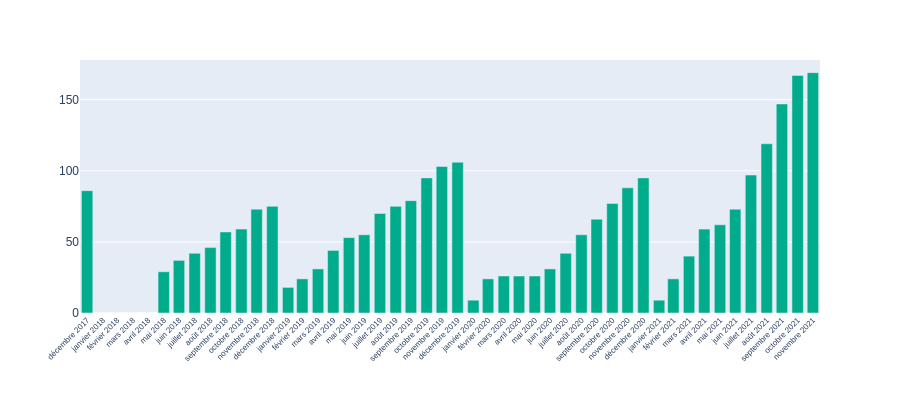 150
100
50
0
décembre 2017
janvier 2018
février 2018
mars 2018
avril 2018
mai 2018
juin 2018
juillet 2018
août 2018
septembre 2018
octobre 2018
novembre 2018
décembre 2018
janvier 2019
février 2019
mars 2019
avril 2019
mai 2019
juin 2019
juillet 2019
août 2019
septembre 2019
octobre 2019
novembre 2019
décembre 2019
janvier 2020
février 2020
mars 2020
avril 2020
mai 2020
juin 2020
juillet 2020
août 2020
septembre 2020
octobre 2020
novembre 2020
décembre 2020
janvier 2021
février 2021
mars 2021
avril 2021
mai 2021
juin 2021
juillet 2021
août 2021
septembre 2021
octobre 2021
novembre 2021